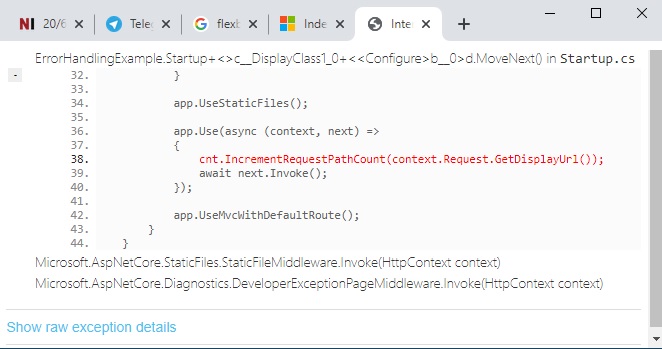 NI 20/6
Tele
G flexb
Inde
Inte
ErrorHandlingExample.Startup+<>c__DisplayClass1_0+<<Configure>b__0>d.MoveNext() in Startup.cs
- 32. }
33.
34. app.UseStaticFiles();
35.
36. app.Use(async (context, next) =>
37. {
38. cnt.IncrementRequestPathCount(context.Request.GetDisplayUrl());
39. await next.Invoke();
40. });
41.
42. app.UseMvcWithDefaultRoute();
43. }
44. }
Microsoft.AspNetCore.StaticFiles.StaticFileMiddleware.Invoke(HttpContext context)
Microsoft.AspNetCore.Diagnostics.DeveloperExceptionPageMiddleware.Invoke(HttpContext context)
Show raw exception details